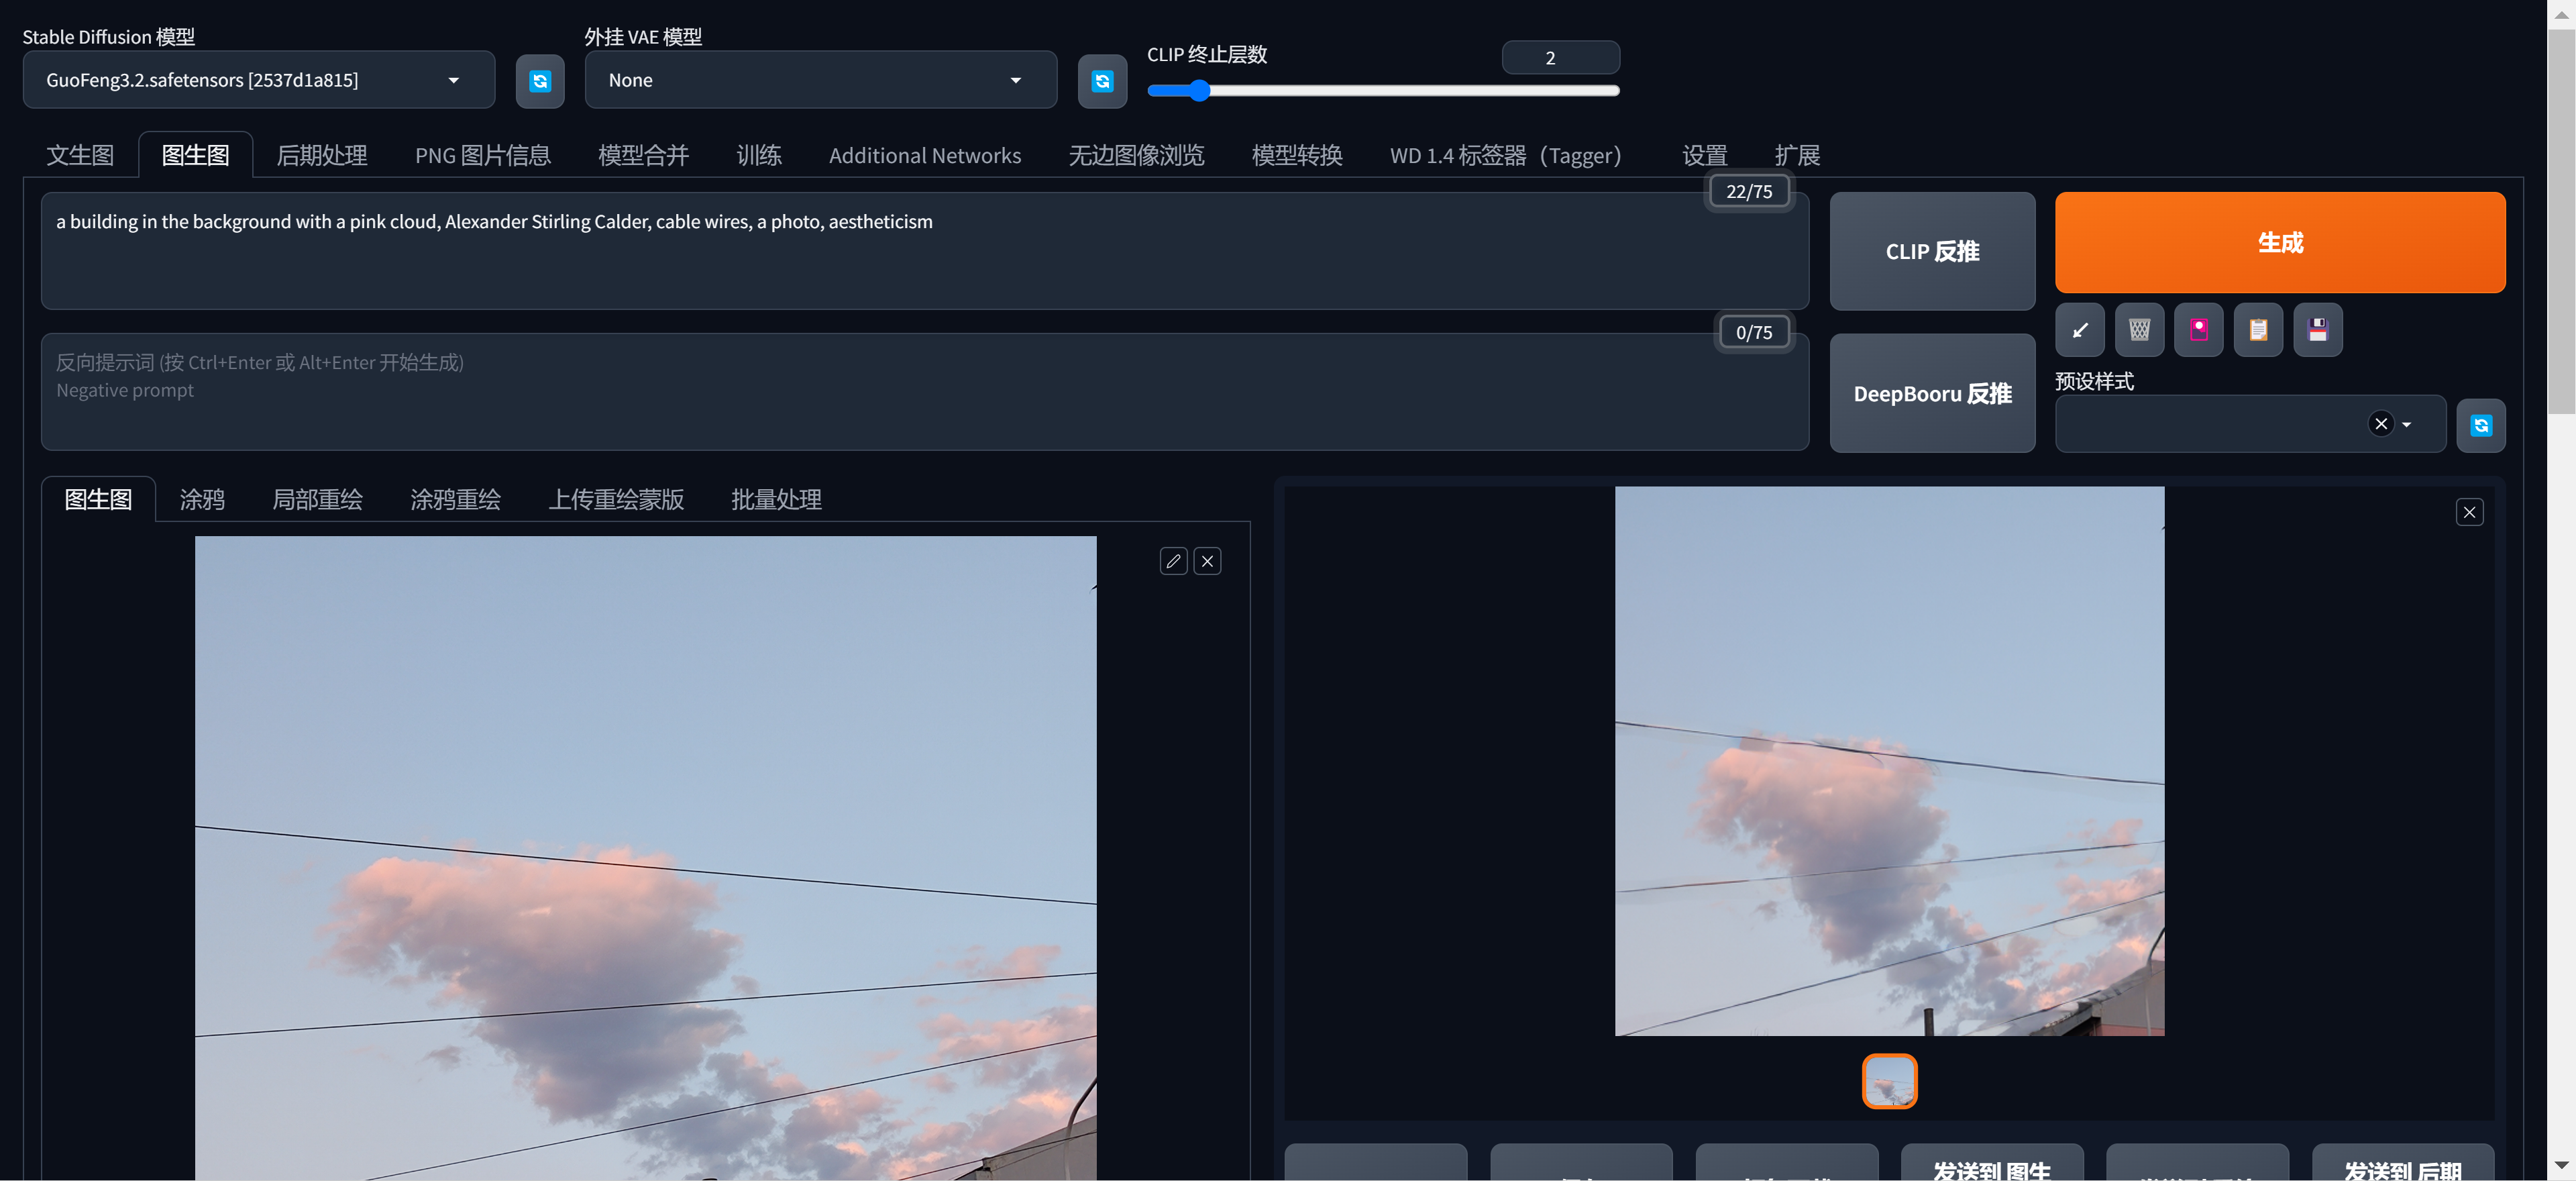 Stable Diffusion 模型
外挂 VAE 模型
CLIP 终止层数
2
GuoFeng3.2.safetensors [2537d1a815]
None
文生图 图生图 后期处理 PNG 图片信息 模型合并 训练 Additional Networks 无边图像浏览 模型转换 WD 1.4 标签器（Tagger） 设置 扩展
22/75
a building in the background with a pink cloud, Alexander Stirling Calder, cable wires, a photo, aestheticism
CLIP 反推
生成
0/75
反向提示词 (按 Ctrl+Enter 或 Alt+Enter 开始生成)
Negative prompt
DeepBooru 反推
预设样式
图生图 涂鸦 局部重绘 涂鸦重绘 上传重绘蒙版 批量处理
发送到 图生
发送到 后期